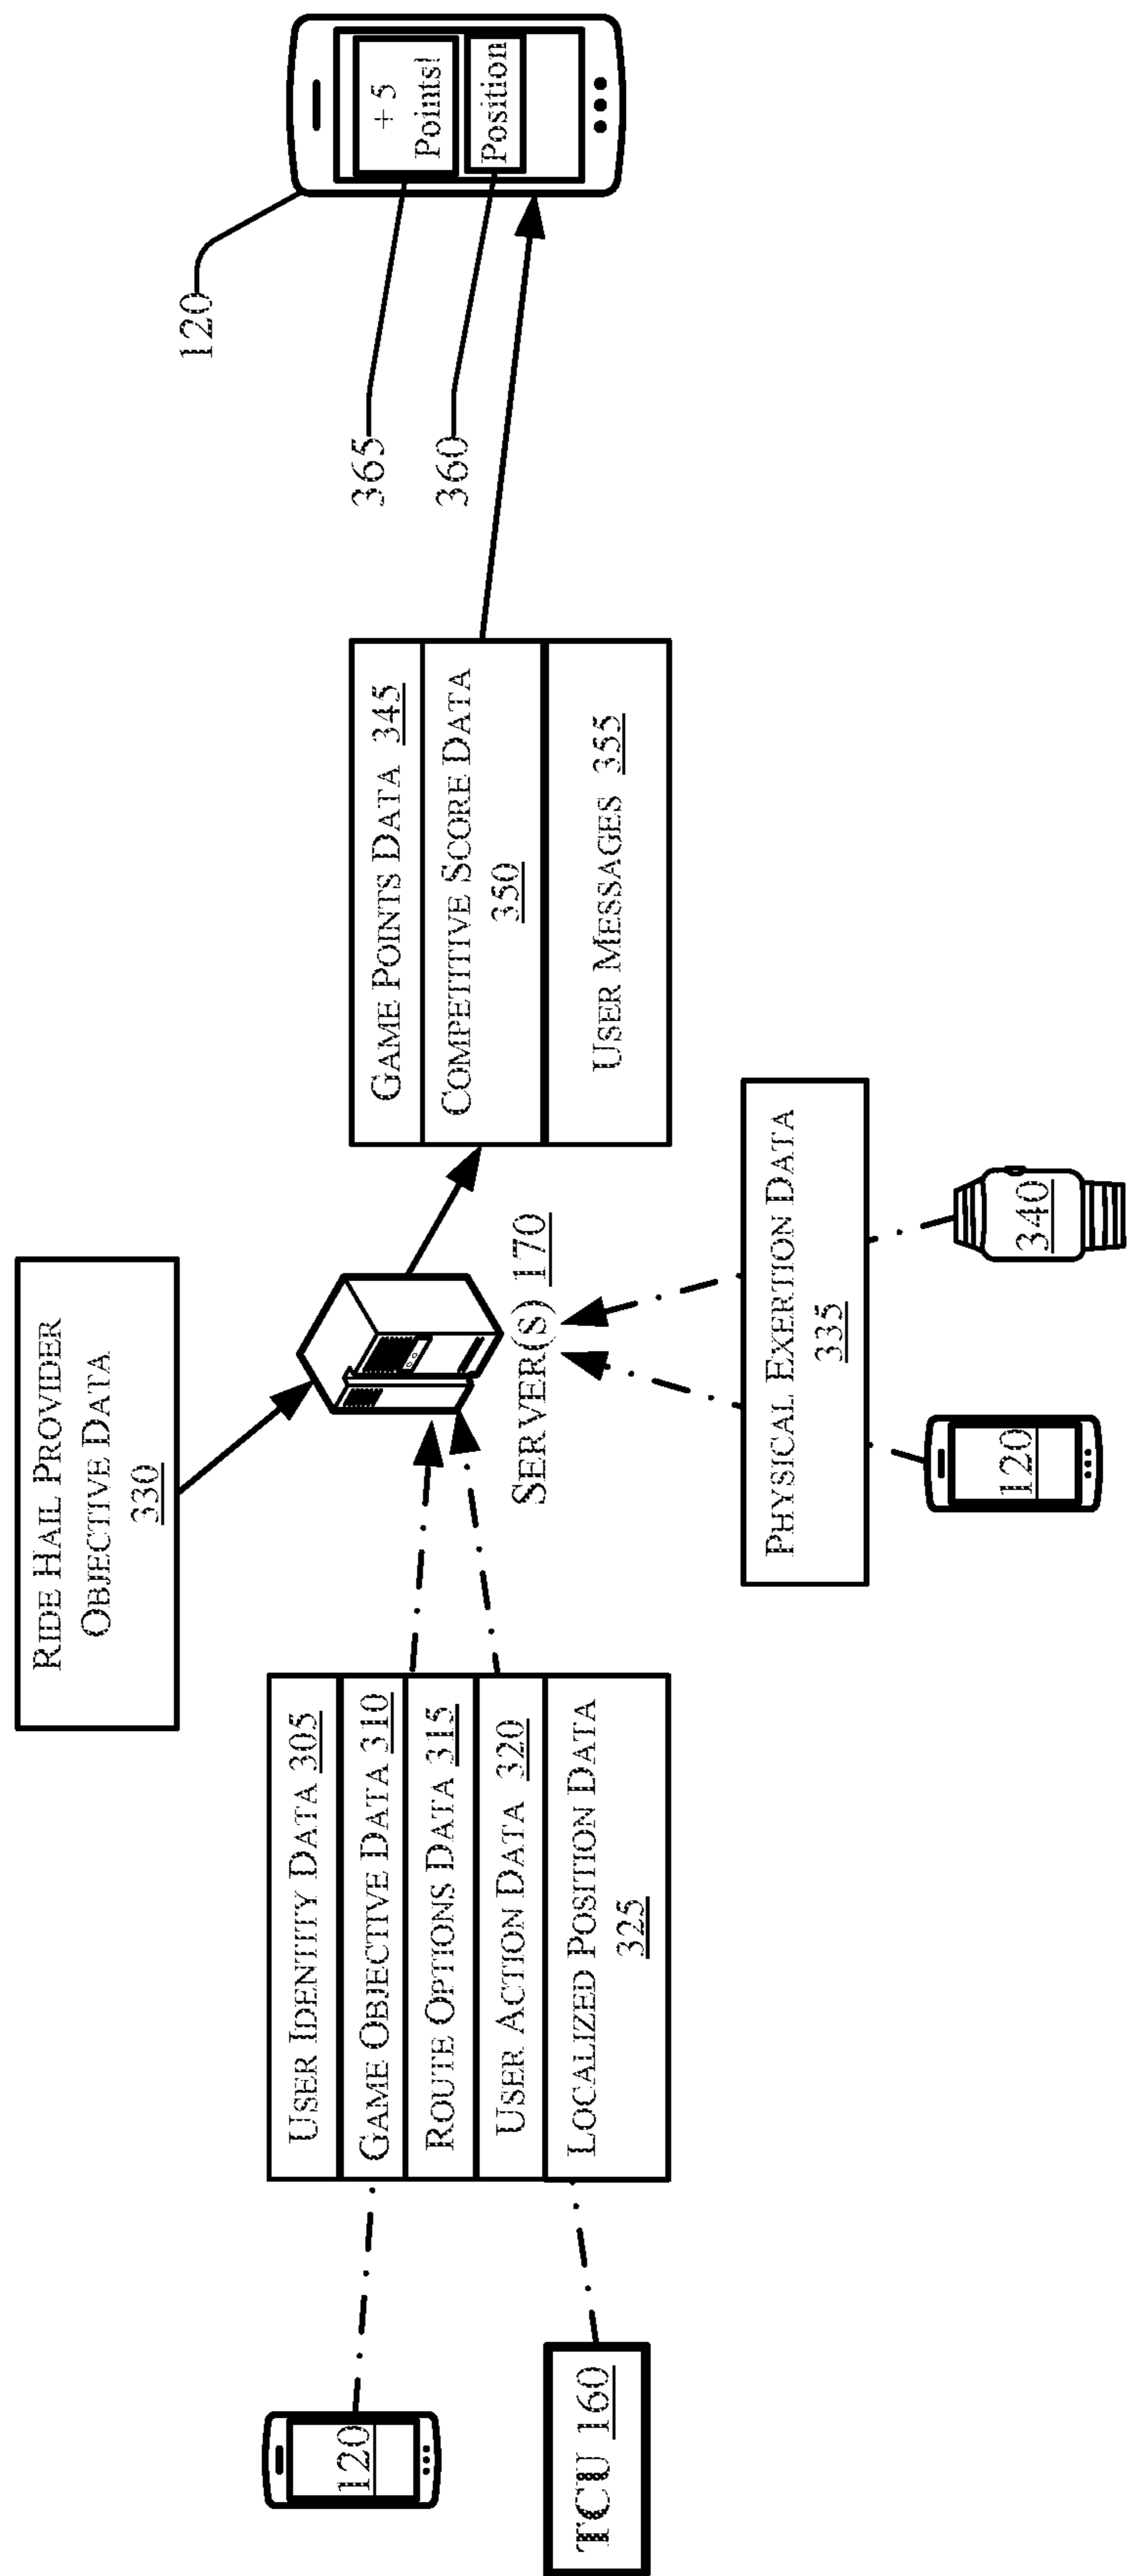 RIDE HAIL PROVIDER
OBJECTIVE DATA
330
120
USER IDENTITY DATA 305
GAME OBJECTIVE DATA 310
ROUTE OPTIONS DATA 315
USER ACTION DATA 320
LOCALIZED POSITION DATA
325
TCU 160
SERVER(S) 170
PHYSICAL EXERTION DATA
335
120
340
GAME POINTS DATA 345
COMPETITIVE SCORE DATA
350
USER MESSAGES 355
120
365
360
+ 5
Points!
Position